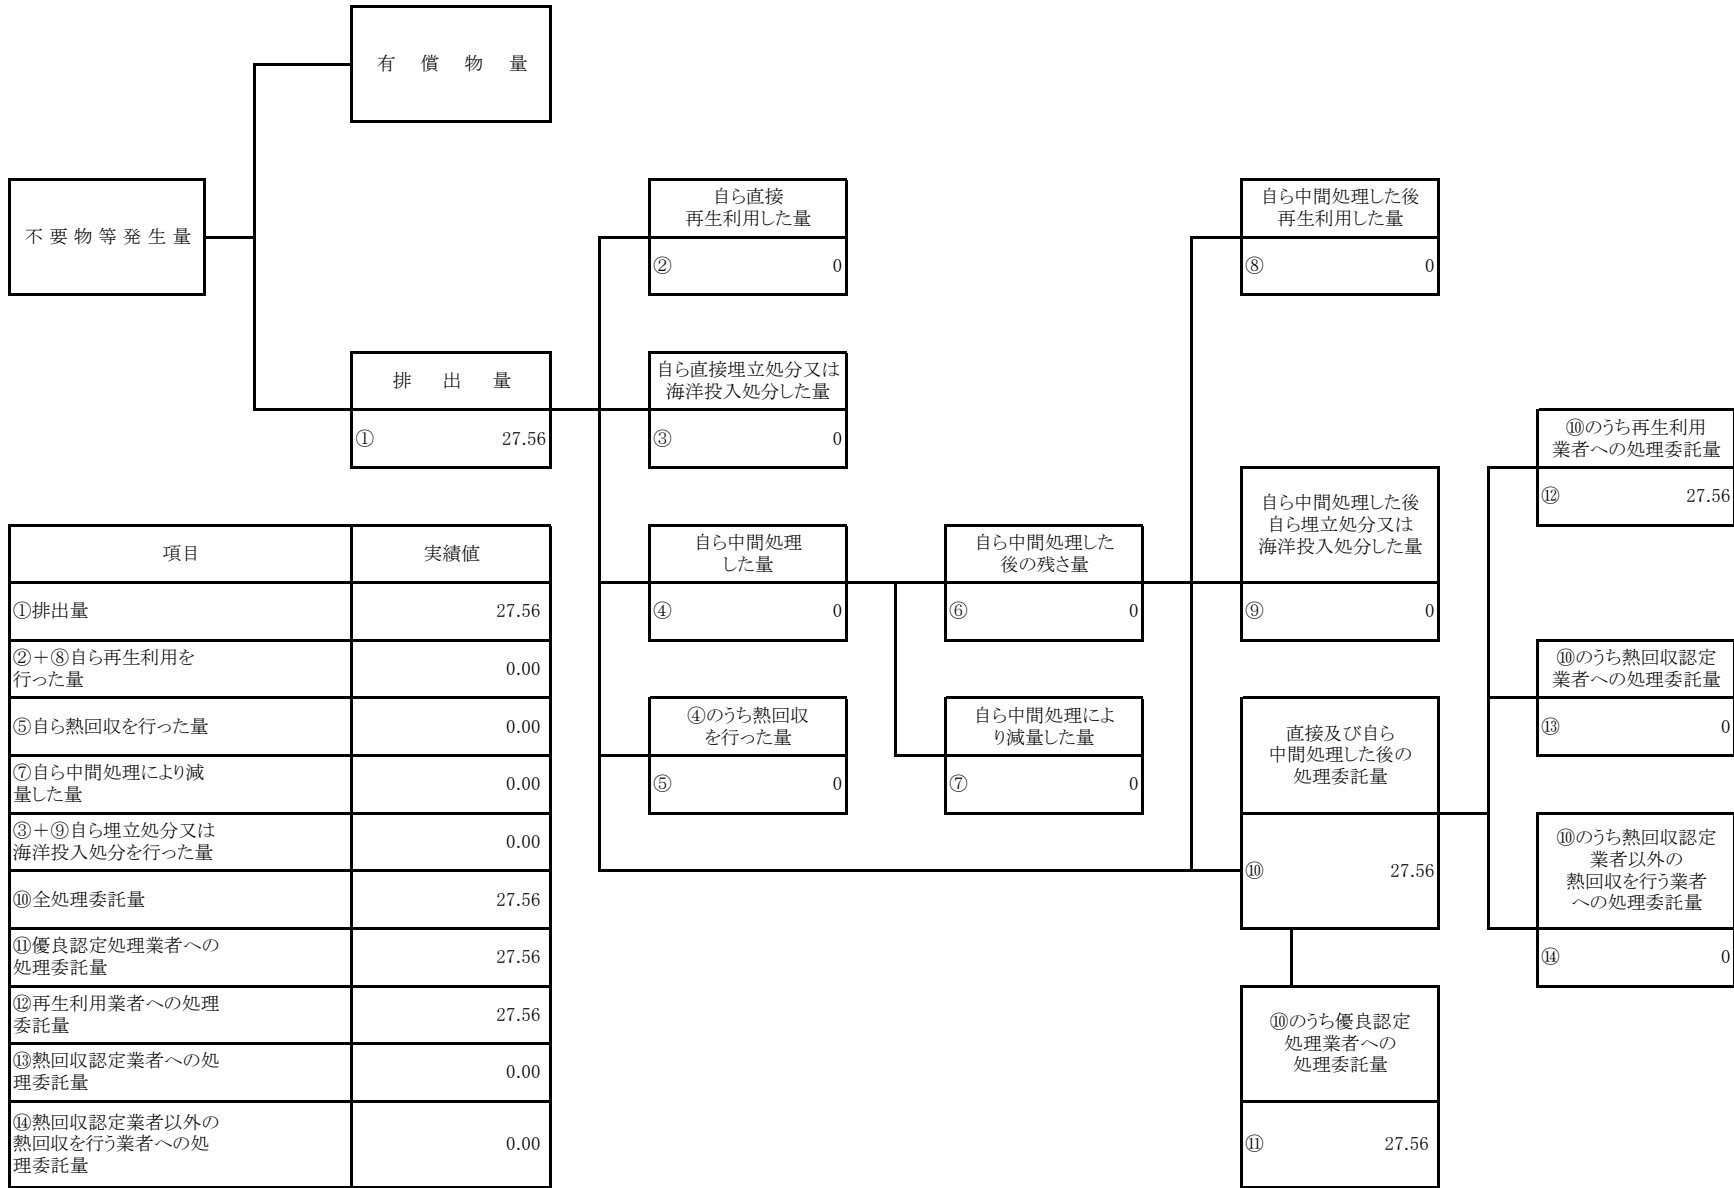 有 償 物 量
不 要 物 等 発 生 量
自ら直接
再生利用した量
② 0
自ら中間処理した後
再生利用した量
⑧ 0
排 出 量
① 27.56
自ら直接埋立処分又は
海洋投入処分した量
③ 0
⑩のうち再生利用
業者への処理委託量
⑫ 27.56
自ら中間処理
した量
④ 0
自ら中間処理した
後の残さ量
⑥ 0
自ら中間処理した後
自ら埋立処分又は
海洋投入処分した量
⑨ 0
⑩のうち熱回収認定
業者への処理委託量
⑬ 0
④のうち熱回収
を行った量
⑤ 0
自ら中間処理によ
り減量した量
⑦ 0
直接及び自ら
中間処理した後の
処理委託量
⑩ 27.56
⑩のうち熱回収認定
業者以外の
熱回収を行う業者
への処理委託量
⑭ 0
⑩のうち優良認定
処理業者への
処理委託量
⑪ 27.56
項目 実績値
①排出量 27.56
②+⑧自ら再生利用を
行った量 0.00
⑤自ら熱回収を行った量 0.00
⑦自ら中間処理により減
量した量 0.00
③+⑨自ら埋立処分又は
海洋投入処分を行った量 0.00
⑩全処理委託量 27.56
⑪優良認定処理業者への
処理委託量 27.56
⑫再生利用業者への処理
委託量 27.56
⑬熱回収認定業者への処
理委託量 0.00
⑭熱回収認定業者以外の
熱回収を行う業者への処
理委託量 0.00